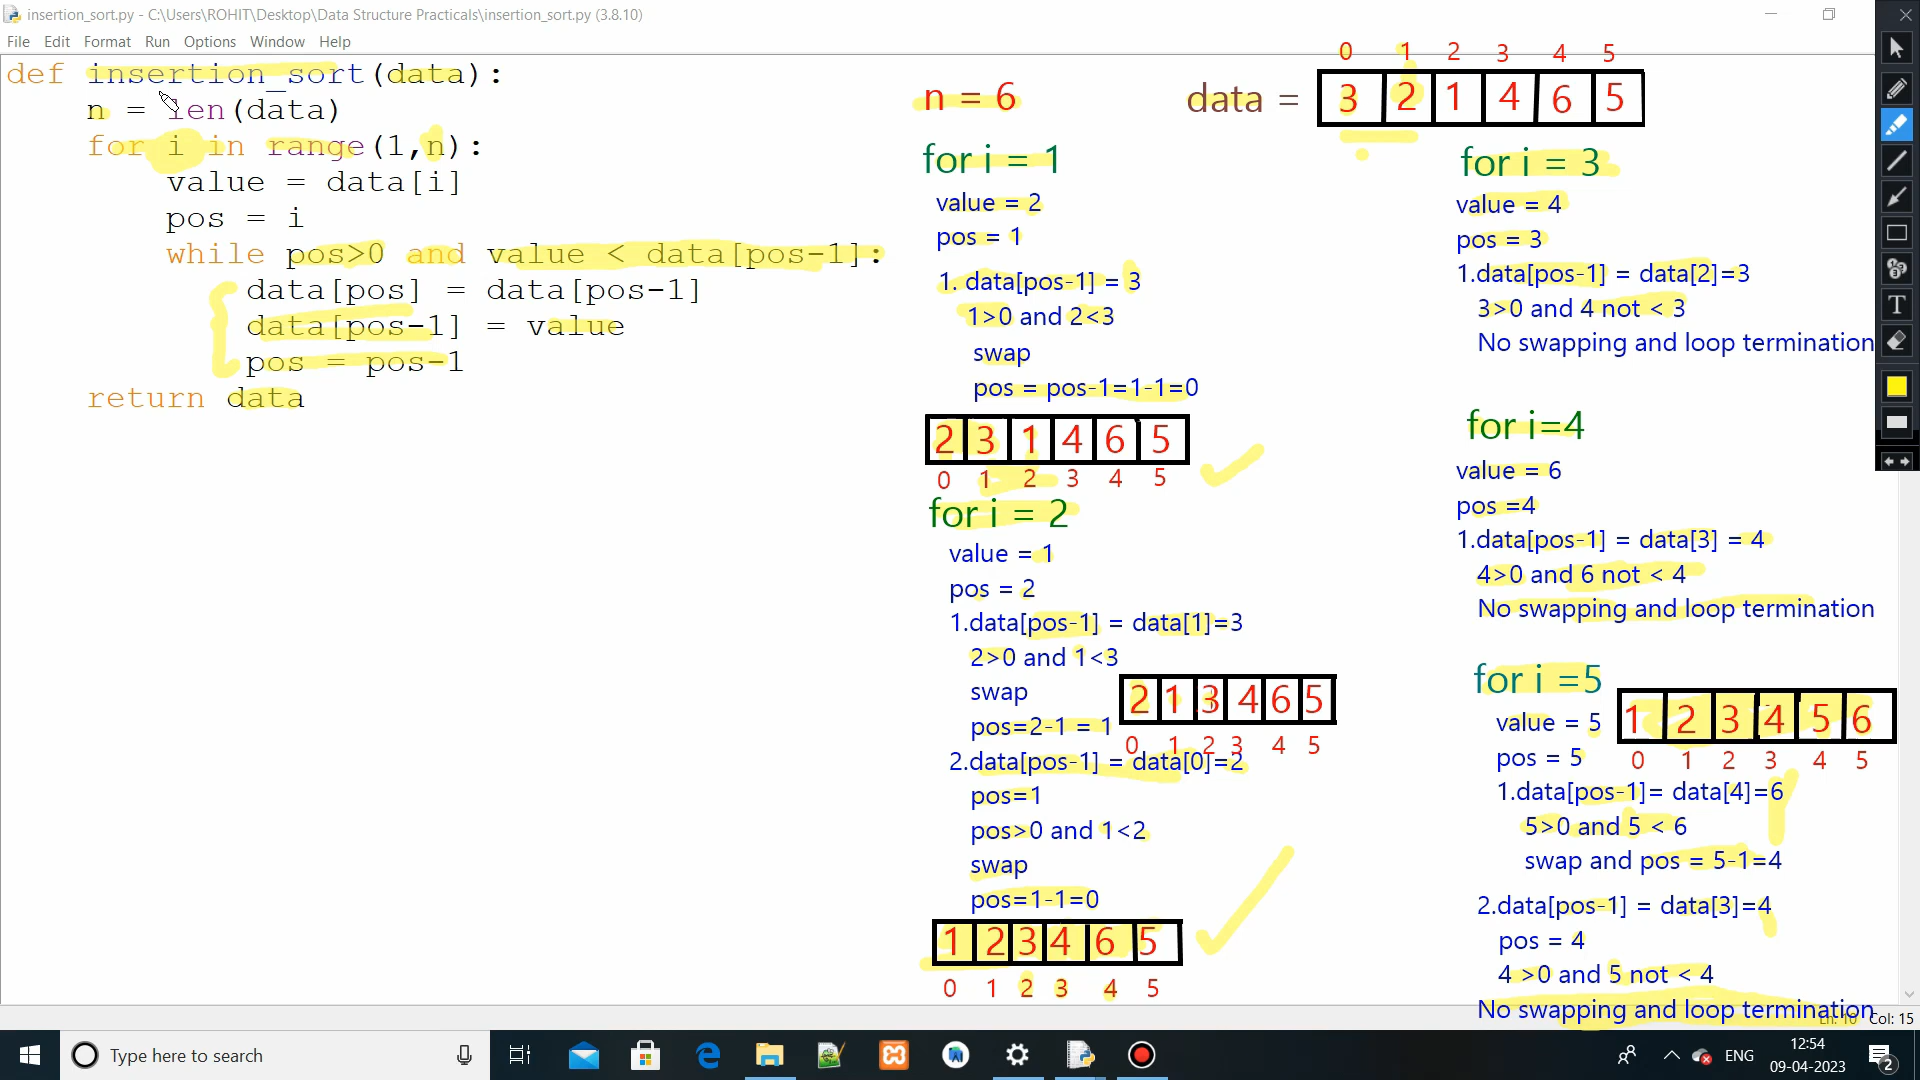 insertion_sort.py - C:\Users\ROHIT\Desktop\Data Structure Practicals\insertion_sort.py (3.8.10)
File Edit Format Run Options Window Help
def insertion_sort(data):
n = len(data)
for i in range(1,n):
value = data[i]
pos = i
while pos>0 and value < data[pos-1]:
data[pos] = data[pos-1]
data[pos-1] = value
pos = pos-1
return data
n = 6
0 1 2 3 4 5
data = 3 2 1 4 6 5
for i = 1
value = 2
pos = 1
1. data[pos-1] = 3
1>0 and 2<3
swap
pos = pos-1=1-1=0
2 3 1 4 6 5
0 1 2 3 4 5
for i = 2
value = 1
pos = 2
1.data[pos-1] = data[1]=3
2>0 and 1<3
swap
pos=2-1 = 1
2 1 3 4 6 5
0 1 2 3 4 5
2.data[pos-1] = data[0]=2
pos=1
pos>0 and 1<2
swap
pos=1-1=0
1 2 3 4 6 5
0 1 2 3 4 5
for i = 3
value = 4
pos = 3
1.data[pos-1] = data[2]=3
3>0 and 4 not < 3
No swapping and loop termination
for i=4
value = 6
pos =4
1.data[pos-1] = data[3] = 4
4>0 and 6 not < 4
No swapping and loop termination
for i =5
value = 5
pos = 5
1 2 3 4 5 6
0 1 2 3 4 5
1.data[pos-1]= data[4]=6
5>0 and 5 < 6
swap and pos = 5-1=4
2.data[pos-1] = data[3]=4
pos = 4
4 >0 and 5 not < 4
No swapping and loop termination
Ln: 10 Col: 15
Type here to search
ENG
12:54
09-04-2023
2